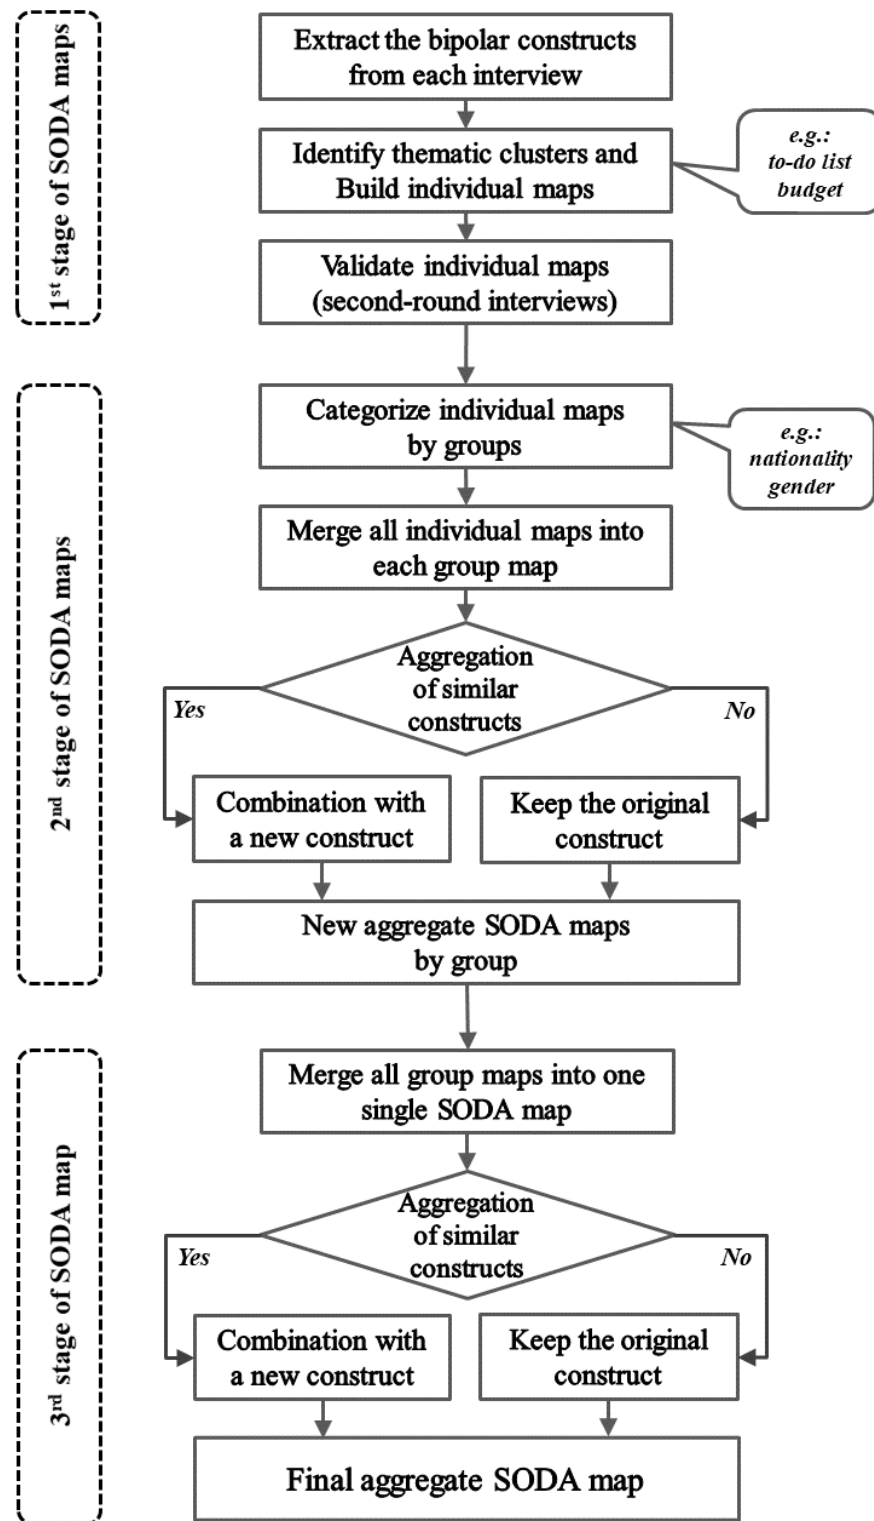 1st stage of SODA maps
Extract the bipolar constructs
from each interview
Identify thematic clusters and
Build individual maps
e.g.:
to-do list
budget
Validate individual maps
(second-round interviews)
2nd stage of SODA maps
Categorize individual maps
by groups
e.g.:
nationality
gender
Merge all individual maps into
each group map
Aggregation
of similar
constructs
Yes
No
Combination with
a new construct
Keep the original
construct
New aggregate SODA maps
by group
3rd stage of SODA map
Merge all group maps into one
single SODA map
Aggregation
of similar
constructs
Yes
No
Combination with
a new construct
Keep the original
construct
Final aggregate SODA map